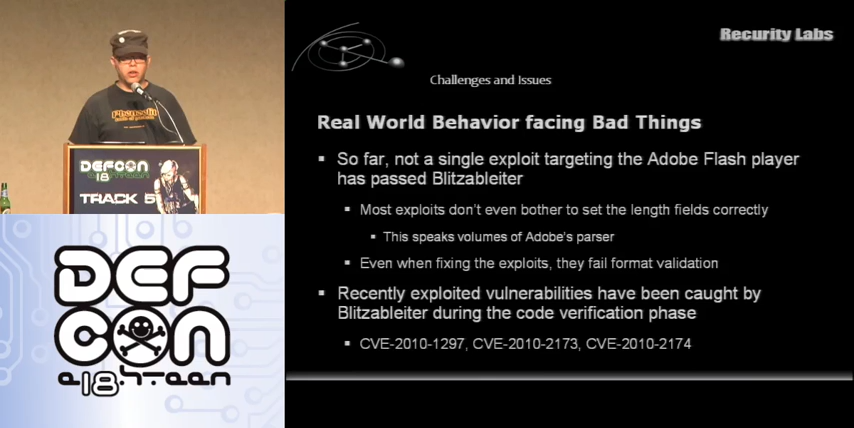 DEFCON
18
TRACK 5
DEF
CON
Recurity Labs
Challenges and Issues
Real World Behavior facing Bad Things
▪ So far, not a single exploit targeting the Adobe Flash player
has passed Blitzableiter
▪ Most exploits don't even bother to set the length fields correctly
▪ This speaks volumes of Adobe's parser
▪ Even when fixing the exploits, they fail format validation
▪ Recently exploited vulnerabilities have been caught by
Blitzableiter during the code verification phase
▪ CVE-2010-1297, CVE-2010-2173, CVE-2010-2174